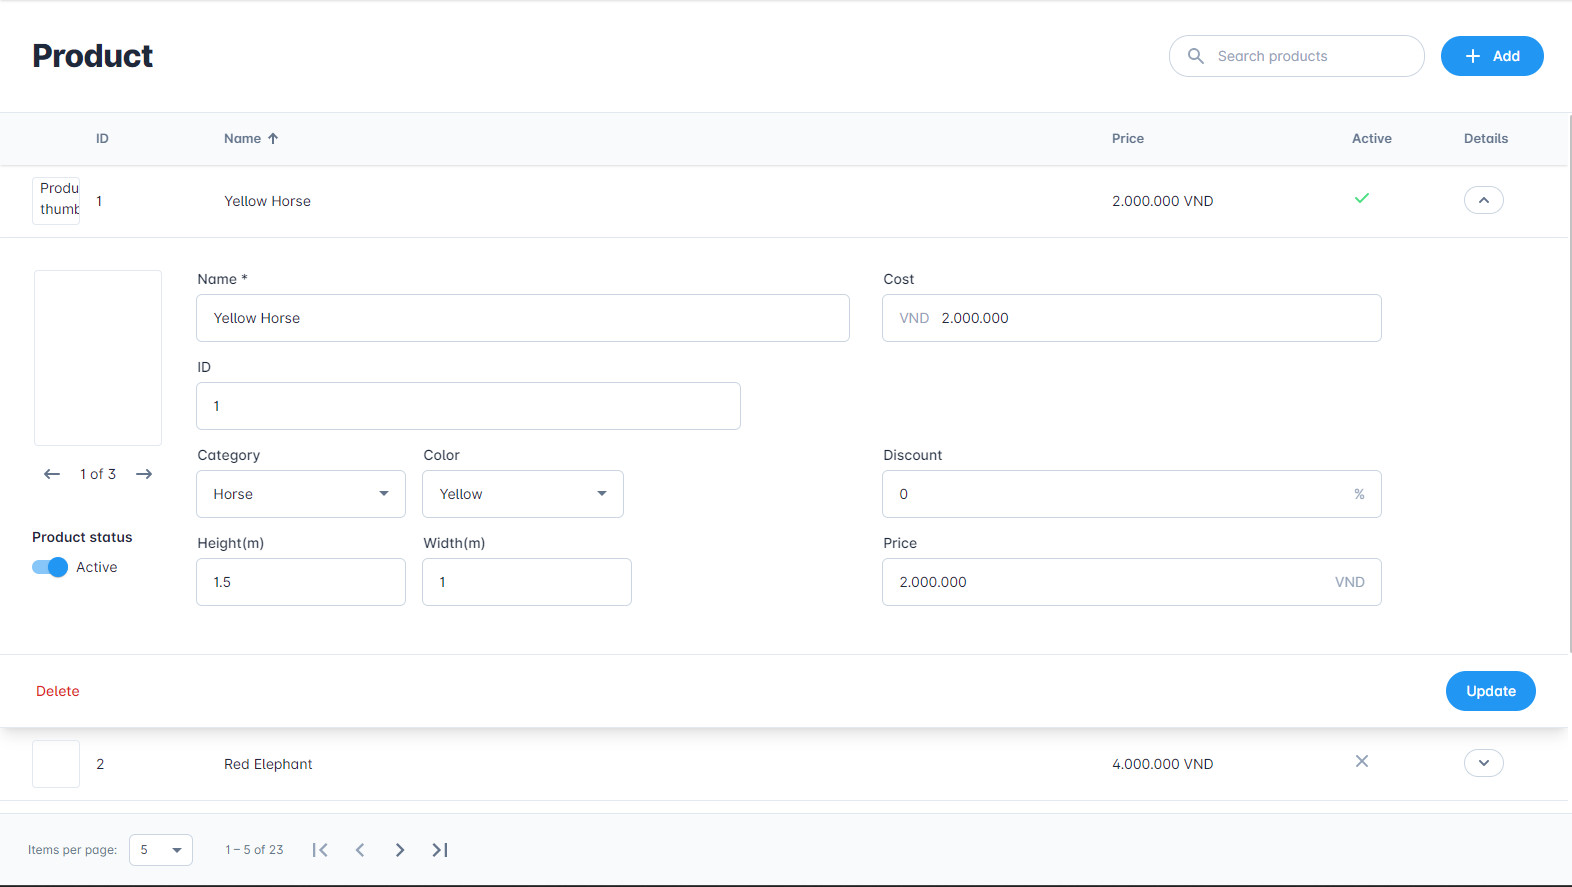 Product
Search products
Add
ID Name Price Active Details
Produ
thumb
1 Yellow Horse 2.000.000 VND
Name * Cost
Yellow Horse VND 2.000.000
ID
1
1 of 3
Category Color Discount
Horse Yellow 0 %
Product status
Active
Height(m) Width(m) Price
1.5 1 2.000.000 VND
Delete Update
2 Red Elephant 4.000.000 VND
Items per page: 5 1 – 5 of 23